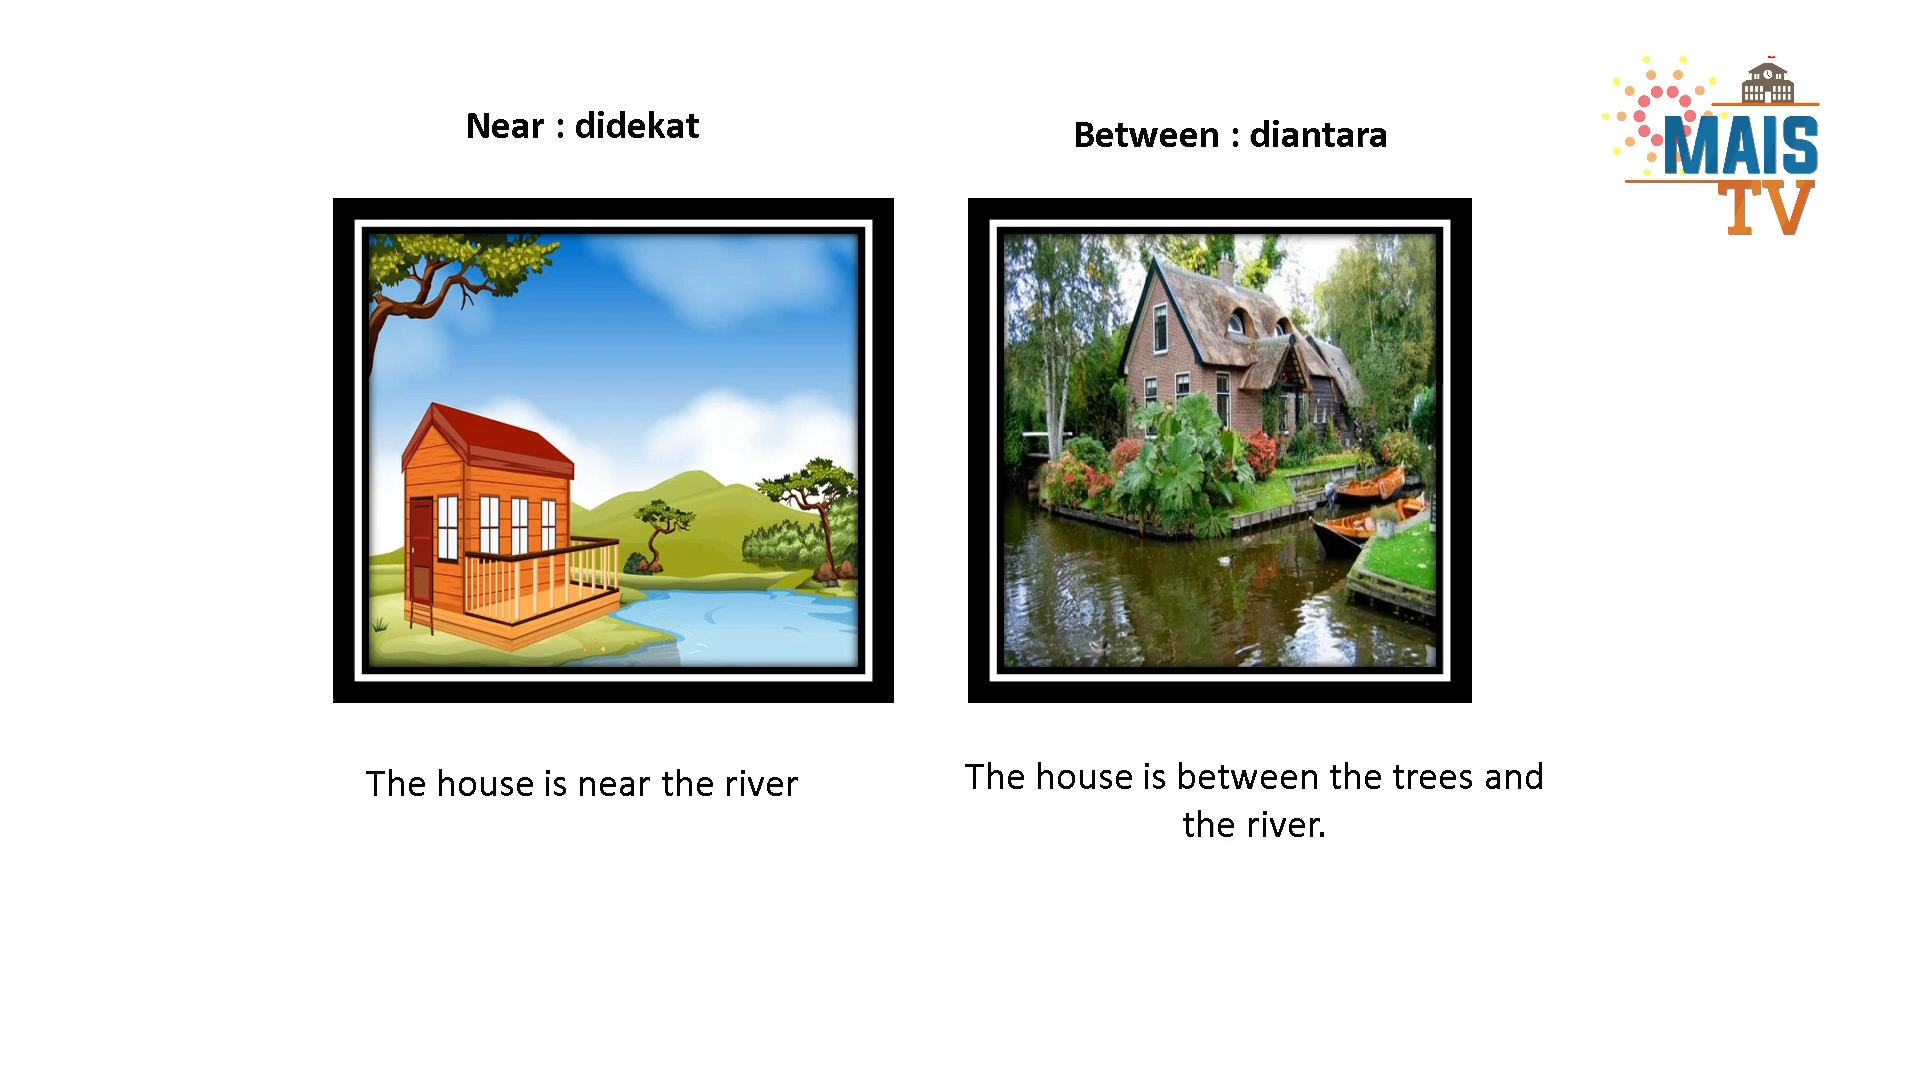 Near : didekat
Between : diantara
MAIS
TV
The house is near the river
The house is between the trees and
the river.